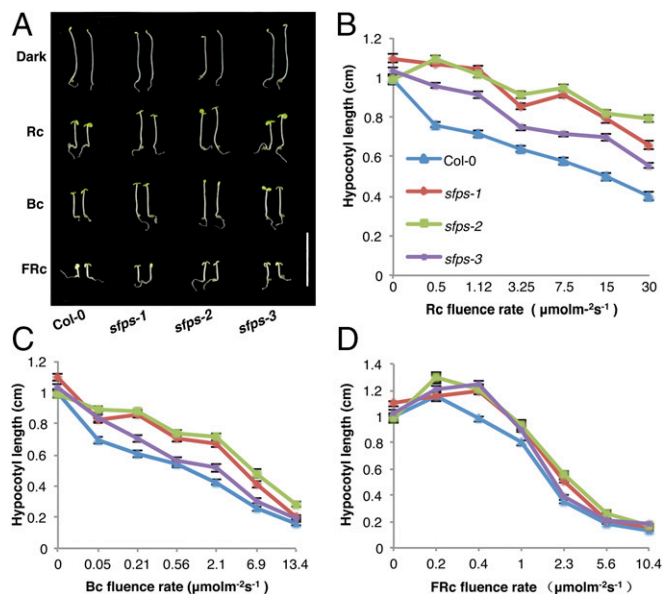 A
Dark
Rc
Bc
FRc
Col-0 sfps-1 sfps-2 sfps-3
B
Hypocotyl length (cm)
1.2
1
0.8
0.6
0.4
0.2
0
Col-0
sfps-1
sfps-2
sfps-3
0 0.5 1.12 3.25 7.5 15 30
Rc fluence rate ( µmolm-²s-¹)
C
Hypocotyl length (cm)
1.2
1
0.8
0.6
0.4
0.2
0
0 0.05 0.21 0.56 2.1 6.9 13.4
Bc fluence rate (µmolm-²s-¹)
D
Hypocotyl length (cm)
1.4
1.2
1
0.8
0.6
0.4
0.2
0
0 0.2 0.4 1 2.3 5.6 10.4
FRc fluence rate （µmolm-²s-¹)